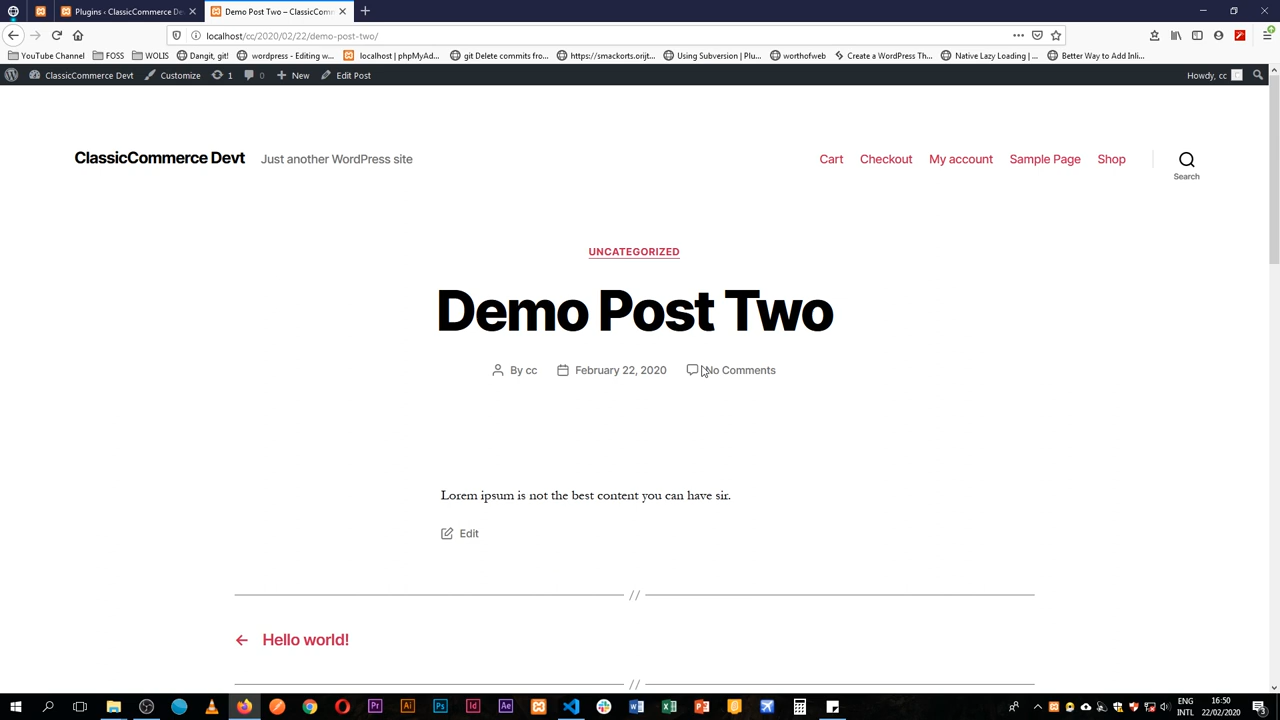 Plugins ‹ ClassicCommerce De
Demo Post Two – ClassicComm
localhost/cc/2020/02/22/demo-post-two/
YouTube Channel
FOSS
WOLIS
Dangit, git!
wordpress - Editing w...
localhost | phpMyAd...
git Delete commits fro...
https://smackorts.orijt...
Using Subversion | Plu...
worthofweb
Create a WordPress Th...
Native Lazy Loading | ...
Better Way to Add Inli...
ClassicCommerce Devt
Customize
1
0
New
Edit Post
Howdy, cc
ClassicCommerce Devt
Just another WordPress site
Cart
Checkout
My account
Sample Page
Shop
Search
UNCATEGORIZED
Demo Post Two
By cc
February 22, 2020
No Comments
Lorem ipsum is not the best content you can have sir.
Edit
//
Hello world!
//
ENG
INTL
16:50
22/02/2020
3